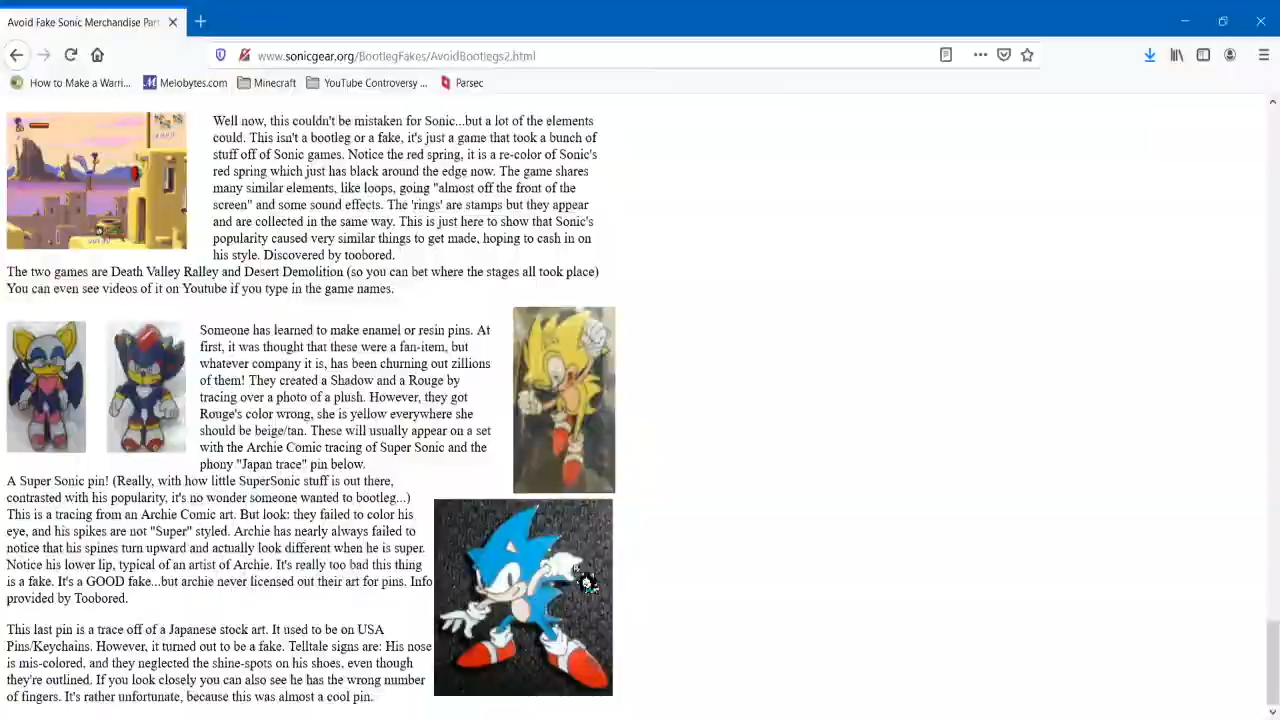 Avoid Fake Sonic Merchandise Par
www.sonicgear.org/BootlegFakes/AvoidBootlegs2.html
How to Make a Warri...
Melobytes.com
Minecraft
YouTube Controversy ...
Parsec
Well now, this couldn't be mistaken for Sonic...but a lot of the elements
could. This isn't a bootleg or a fake, it's just a game that took a bunch of
stuff off of Sonic games. Notice the red spring, it is a re-color of Sonic's
red spring which just has black around the edge now. The game shares
many similar elements, like loops, going "almost off the front of the
screen" and some sound effects. The 'rings' are stamps but they appear
and are collected in the same way. This is just here to show that Sonic's
popularity caused very similar things to get made, hoping to cash in on
his style. Discovered by toobored.
The two games are Death Valley Ralley and Desert Demolition (so you can bet where the stages all took place)
You can even see videos of it on Youtube if you type in the game names.
Someone has learned to make enamel or resin pins. At
first, it was thought that these were a fan-item, but
whatever company it is, has been churning out zillions
of them! They created a Shadow and a Rouge by
tracing over a photo of a plush. However, they got
Rouge's color wrong, she is yellow everywhere she
should be beige/tan. These will usually appear on a set
with the Archie Comic tracing of Super Sonic and the
phony "Japan trace" pin below.
A Super Sonic pin! (Really, with how little SuperSonic stuff is out there,
contrasted with his popularity, it's no wonder someone wanted to bootleg...)
This is a tracing from an Archie Comic art. But look: they failed to color his
eye, and his spikes are not "Super" styled. Archie has nearly always failed to
notice that his spines turn upward and actually look different when he is super.
Notice his lower lip, typical of an artist of Archie. It's really too bad this thing
is a fake. It's a GOOD fake...but archie never licensed out their art for pins. Info
provided by Toobored.
This last pin is a trace off of a Japanese stock art. It used to be on USA
Pins/Keychains. However, it turned out to be a fake. Telltale signs are: His nose
is mis-colored, and they neglected the shine-spots on his shoes, even though
they're outlined. If you look closely you can also see he has the wrong number
of fingers. It's rather unfortunate, because this was almost a cool pin.